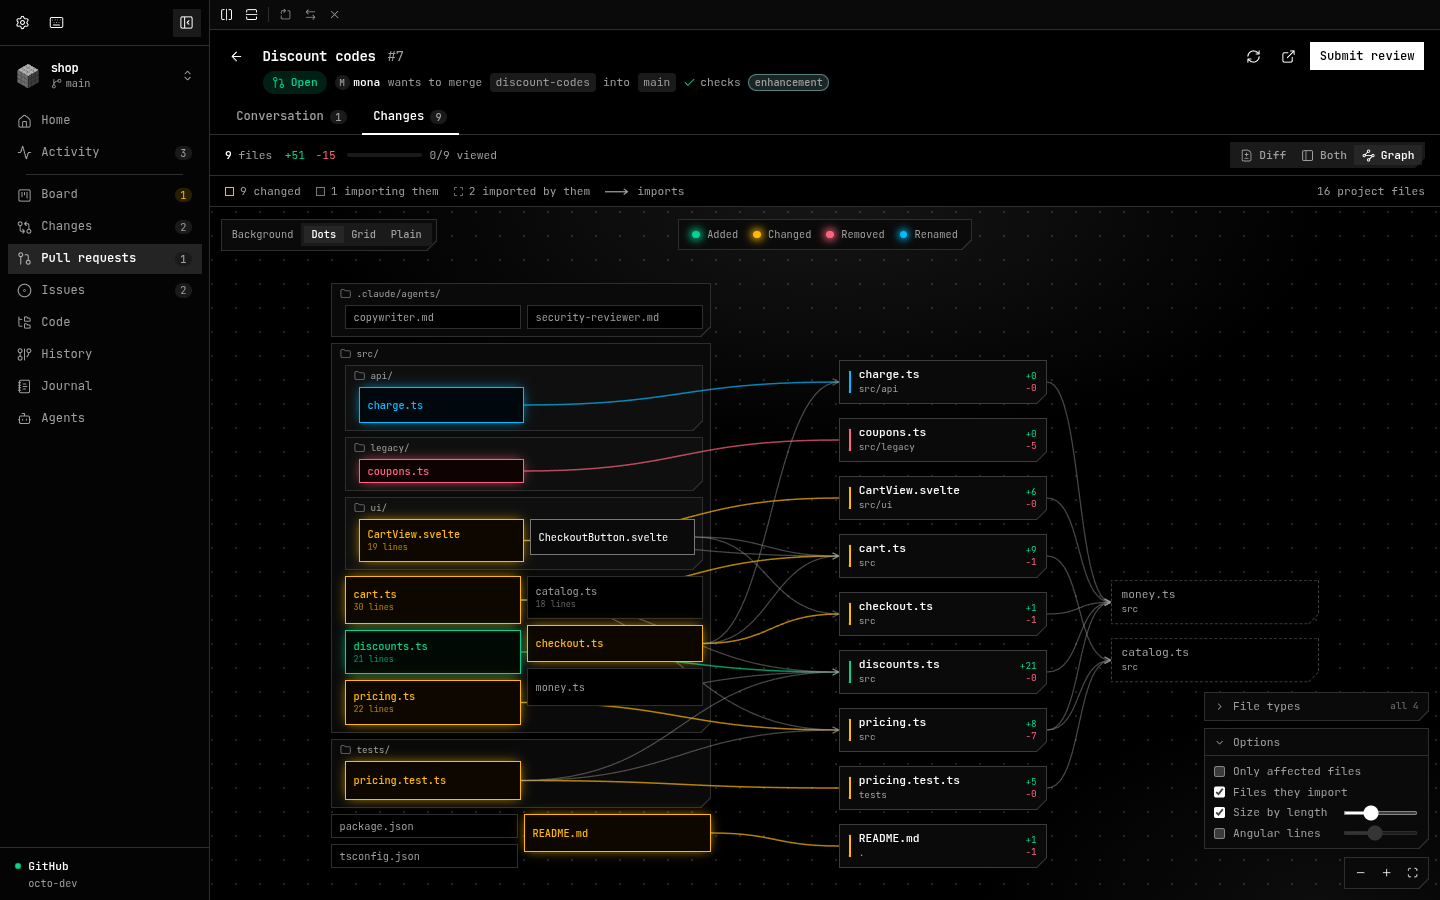 shop
main
Home
Activity 3
Board 1
Changes 2
Pull requests 1
Issues 2
Code
History
Journal
Agents
GitHub
octo-dev
Discount codes #7
Submit review
Open M mona wants to merge discount-codes into main checks enhancement
Conversation 1 Changes 9
9 files +51 -15 0/9 viewed
Diff Both Graph
9 changed 1 importing them 2 imported by them imports
16 project files
Background Dots Grid Plain
Added Changed Removed Renamed
.claude/agents/
copywriter.md security-reviewer.md
src/
api/
charge.ts
legacy/
coupons.ts
ui/
CartView.svelte
19 lines
CheckoutButton.svelte
cart.ts
30 lines
catalog.ts
18 lines
discounts.ts
21 lines
checkout.ts
pricing.ts
22 lines
money.ts
tests/
pricing.test.ts
package.json
README.md
tsconfig.json
charge.ts +0
src/api -0
coupons.ts +0
src/legacy -5
CartView.svelte +6
src/ui -0
cart.ts +9
src -1
checkout.ts +1
src -1
discounts.ts +21
src -0
pricing.ts +8
src -7
pricing.test.ts +5
tests -0
README.md +1
. -1
money.ts
src
catalog.ts
src
File types all 4
Options
Only affected files
Files they import
Size by length
Angular lines